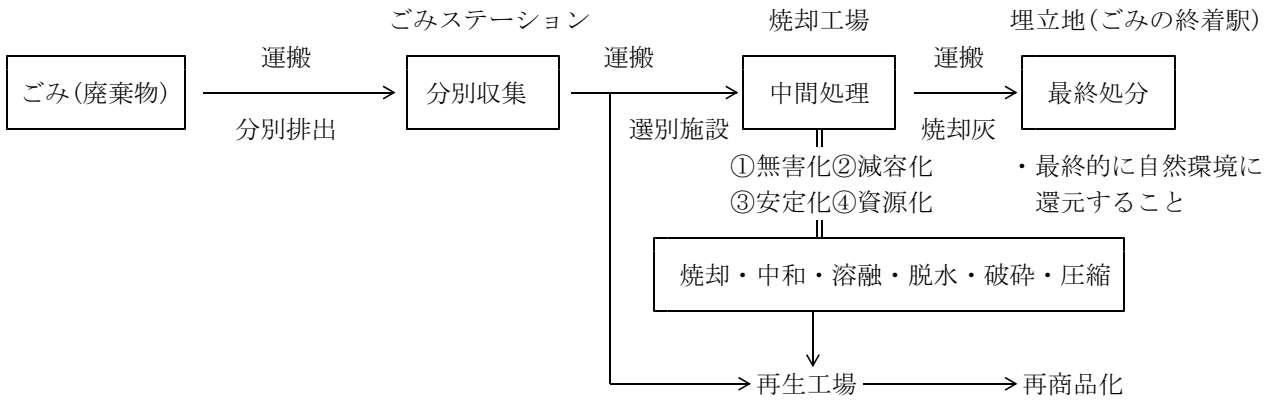 ごみステーション 焼却工場 埋立地(ごみの終着駅)
運搬 運搬 運搬
ごみ(廃棄物) 分別収集 中間処理 最終処分
分別排出 選別施設 焼却灰
①無害化②減容化 ・最終的に自然環境に
③安定化④資源化 還元すること
焼却・中和・溶融・脱水・破砕・圧縮
再生工場 再商品化